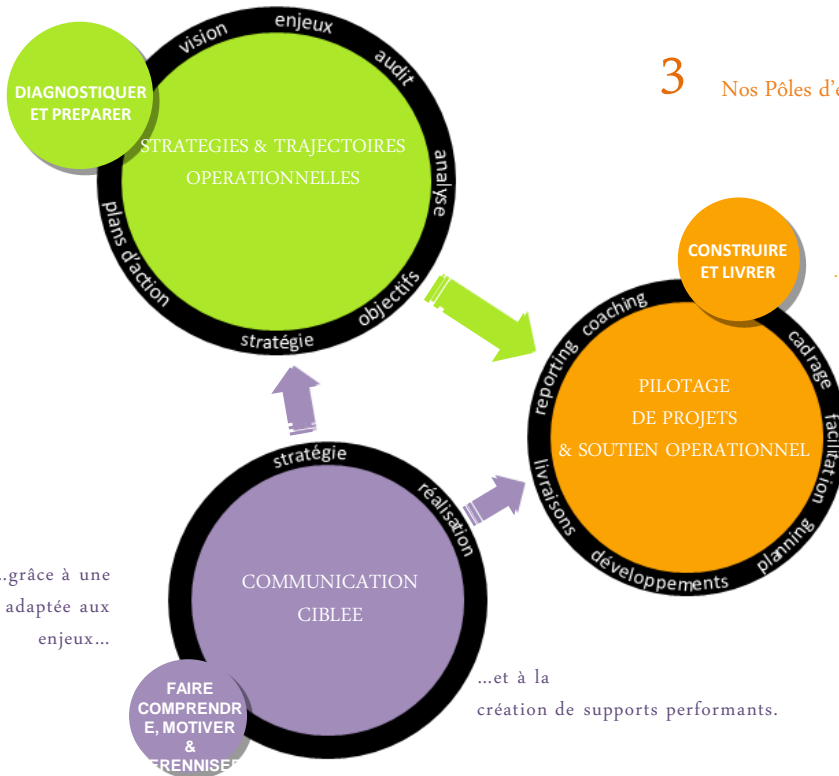 3 Nos Pôles d'e
DIAGNOSTIQUER
ET PREPARER
vision enjeux audit analyse objectifs stratégie plans d'action
STRATEGIES & TRAJECTOIRES
OPERATIONNELLES
CONSTRUIRE
ET LIVRER
reporting coaching cadrage facilitation planning développements livraisons
PILOTAGE
DE PROJETS
& SOUTIEN OPERATIONNEL
stratégie réalisation
COMMUNICATION
CIBLEE
...grâce à une
adaptée aux
enjeux...
FAIRE
COMPRENDR
E, MOTIVER
&
ERENNISE
...et à la
création de supports performants.